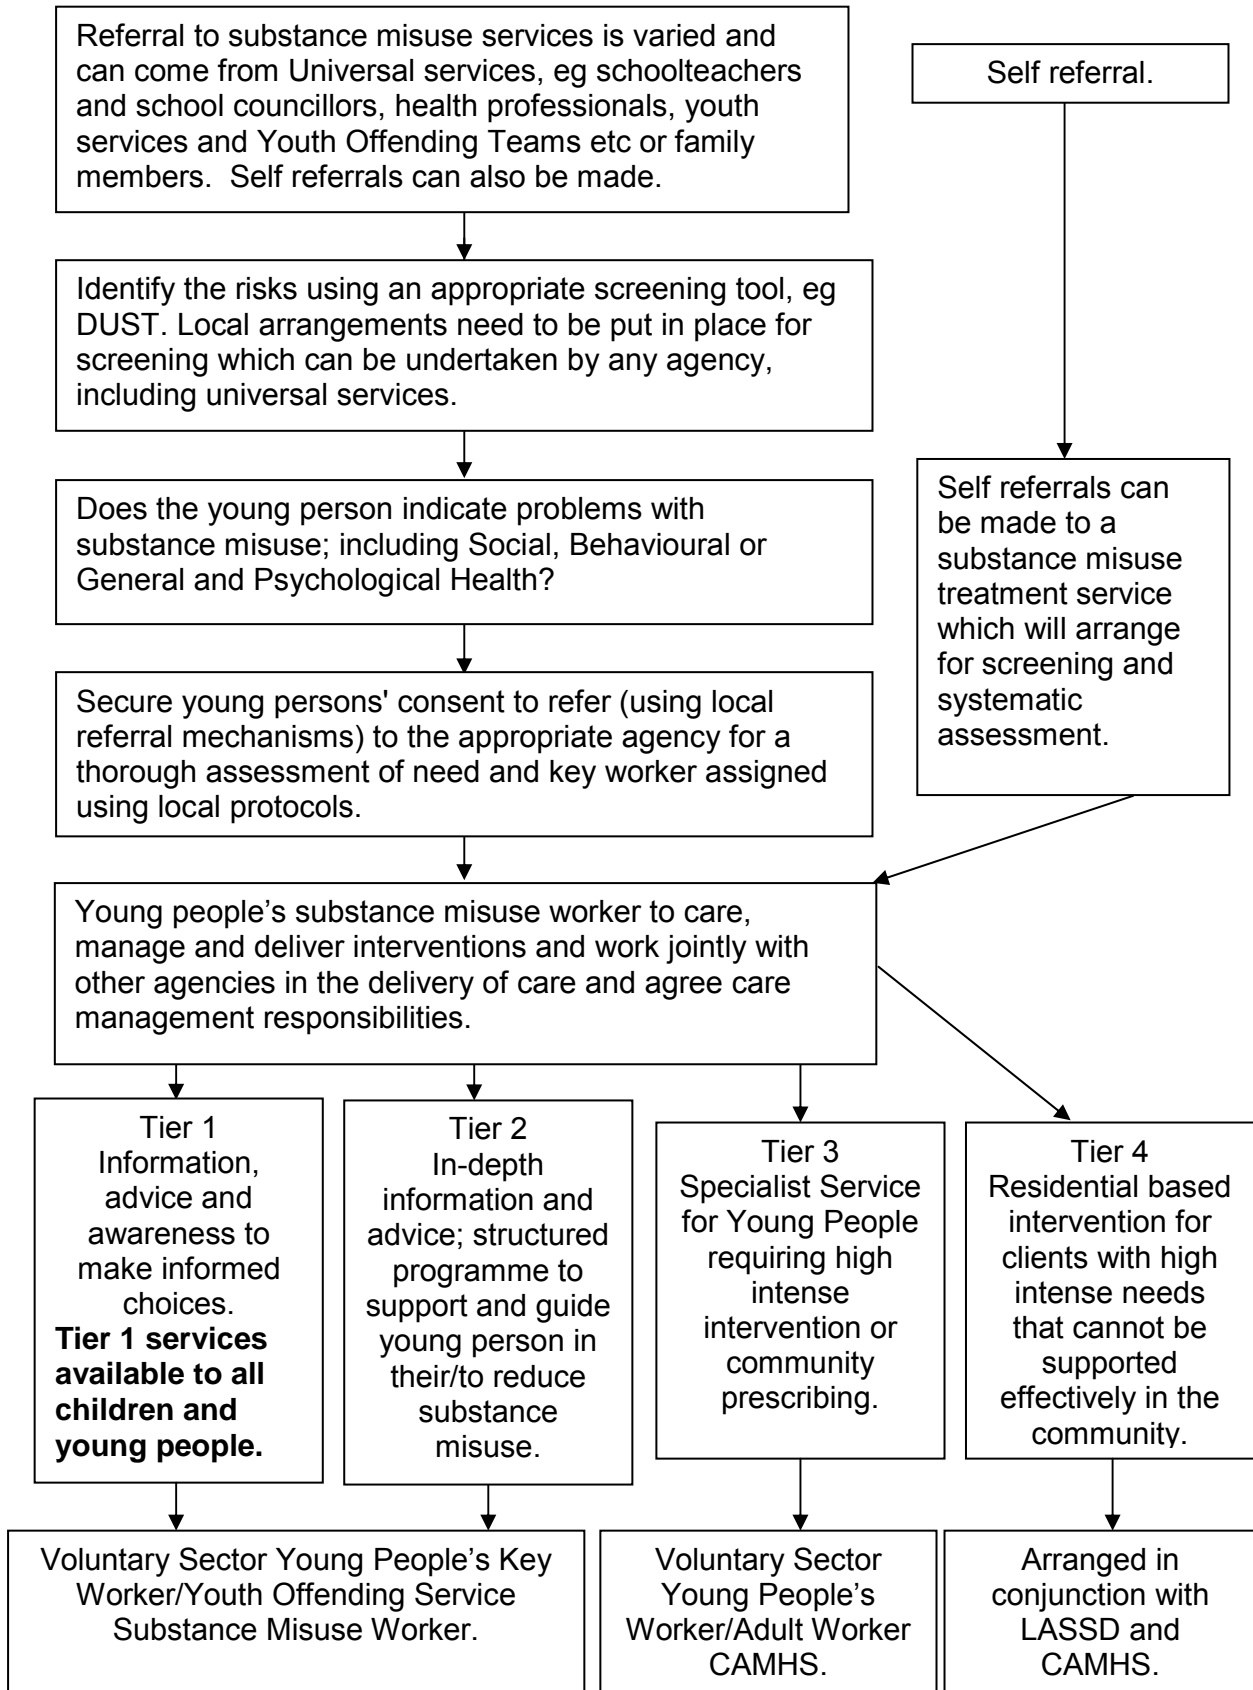 Referral to substance misuse services is varied and
can come from Universal services, eg schoolteachers
and school councillors, health professionals, youth
services and Youth Offending Teams etc or family
members.  Self referrals can also be made.
Self referral.
Identify the risks using an appropriate screening tool, eg
DUST. Local arrangements need to be put in place for
screening which can be undertaken by any agency,
including universal services.
Does the young person indicate problems with
substance misuse; including Social, Behavioural or
General and Psychological Health?
Self referrals can
be made to a
substance misuse
treatment service
which will arrange
for screening and
systematic
assessment.
Secure young persons' consent to refer (using local
referral mechanisms) to the appropriate agency for a
thorough assessment of need and key worker assigned
using local protocols.
Young people’s substance misuse worker to care,
manage and deliver interventions and work jointly with
other agencies in the delivery of care and agree care
management responsibilities.
Tier 1
Information,
advice and
awareness to
make informed
choices.
Tier 1 services
available to all
children and
young people.
Tier 2
In-depth
information and
advice; structured
programme to
support and guide
young person in
their/to reduce
substance
misuse.
Tier 3
Specialist Service
for Young People
requiring high
intense
intervention or
community
prescribing.
Tier 4
Residential based
intervention for
clients with high
intense needs
that cannot be
supported
effectively in the
community.
Voluntary Sector Young People’s Key
Worker/Youth Offending Service
Substance Misuse Worker.
Voluntary Sector
Young People’s
Worker/Adult Worker
CAMHS.
Arranged in
conjunction with
LASSD and
CAMHS.